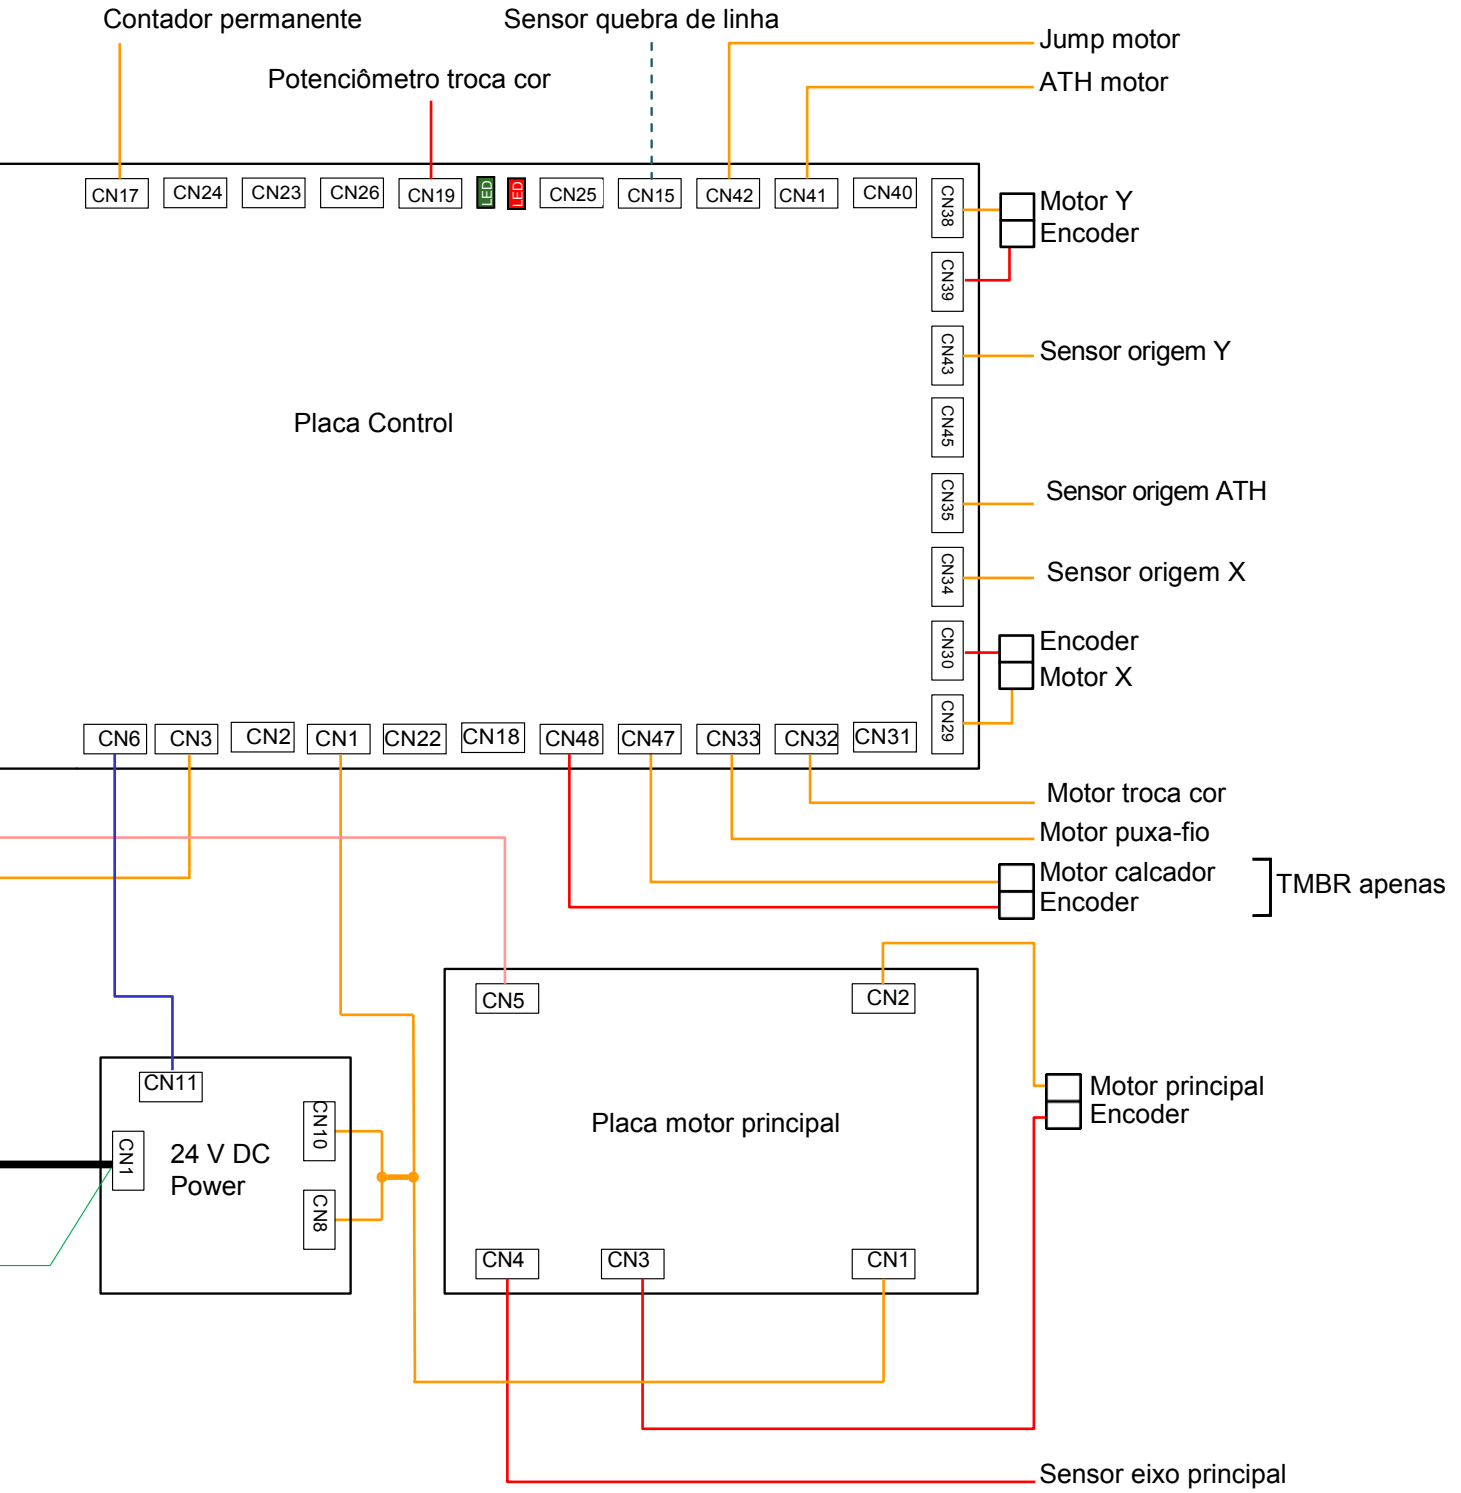 Contador permanente
Sensor quebra de linha
Jump motor
Potenciômetro troca cor
ATH motor
CN17
CN24
CN23
CN26
CN19
LED
LED
CN25
CN15
CN42
CN41
CN40
CN38
Motor Y
Encoder
CN39
CN43
Sensor origem Y
Placa Control
CN45
CN35
Sensor origem ATH
CN34
Sensor origem X
CN30
Encoder
Motor X
CN29
CN6
CN3
CN2
CN1
CN22
CN18
CN48
CN47
CN33
CN32
CN31
Motor troca cor
Motor puxa-fio
Motor calcador
Encoder
TMBR apenas
CN5
CN2
CN11
CN10
CN1
24 V DC
Power
CN8
Placa motor principal
Motor principal
Encoder
CN4
CN3
CN1
Sensor eixo principal